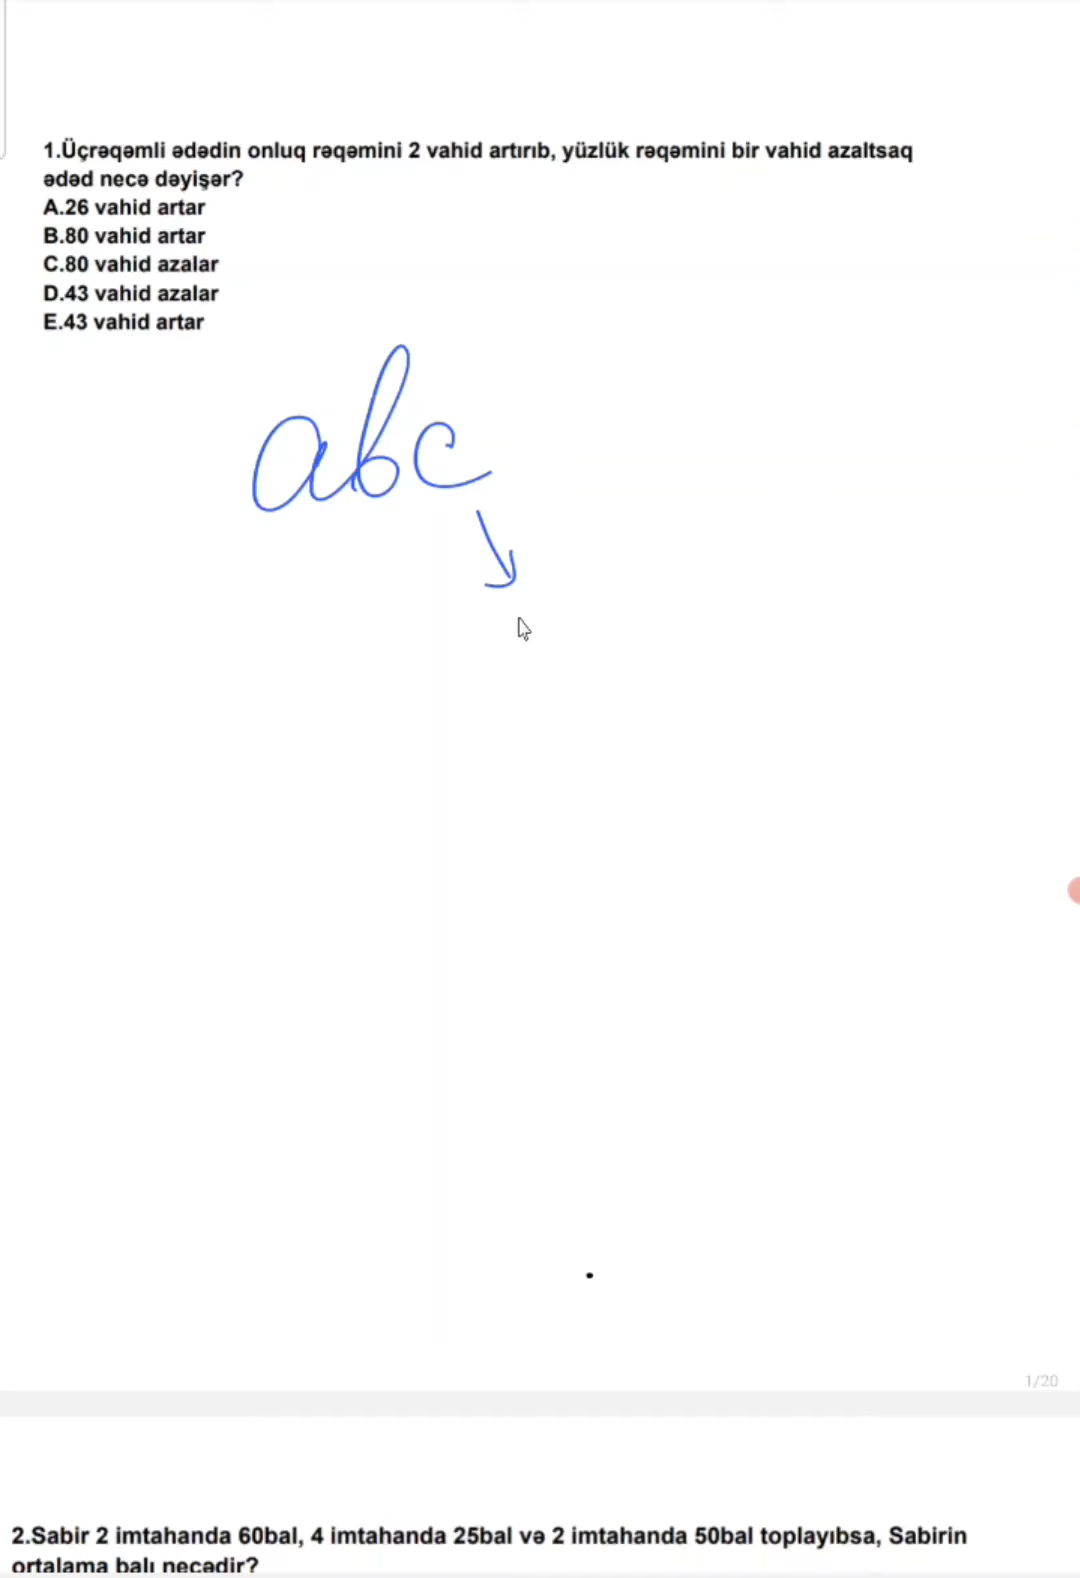 1.Üçrəqəmli ədədin onluq rəqəmini 2 vahid artırıb, yüzlük rəqəmini bir vahid azaltsaq
ədəd necə dəyişər?
A.26 vahid artar
B.80 vahid artar
C.80 vahid azalar
D.43 vahid azalar
E.43 vahid artar
abc
1/20
2.Sabir 2 imtahanda 60bal, 4 imtahanda 25bal və 2 imtahanda 50bal toplayıbsa, Sabirin
ortalama balı necədir?